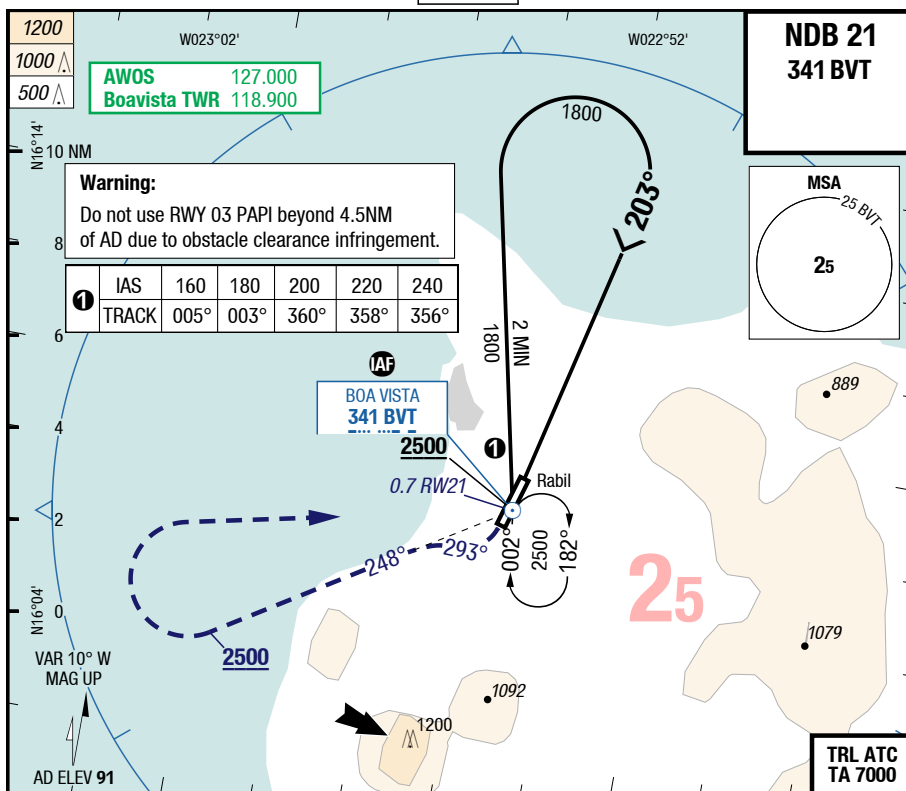 1200
1000
500
W023°02'
W022°52'
NDB 21
341 BVT
AWOS 127.000
Boavista TWR 118.900
N16°14'
10 NM
1800
203°
Warning:
Do not use RWY 03 PAPI beyond 4.5NM
of AD due to obstacle clearance infringement.
MSA
25 BVT
25
8
1 IAS 160 180 200 220 240
TRACK 005° 003° 360° 358° 356°
6
2 MIN
1800
IAF
BOA VISTA
341 BVT
889
4
2500
1
0.7 RW21
Rabil
2
002°
2500
182°
248°
293°
25
N16°04'
0
2500
1079
VAR 10° W
MAG UP
1092
1200
AD ELEV 91
TRL ATC
TA 7000